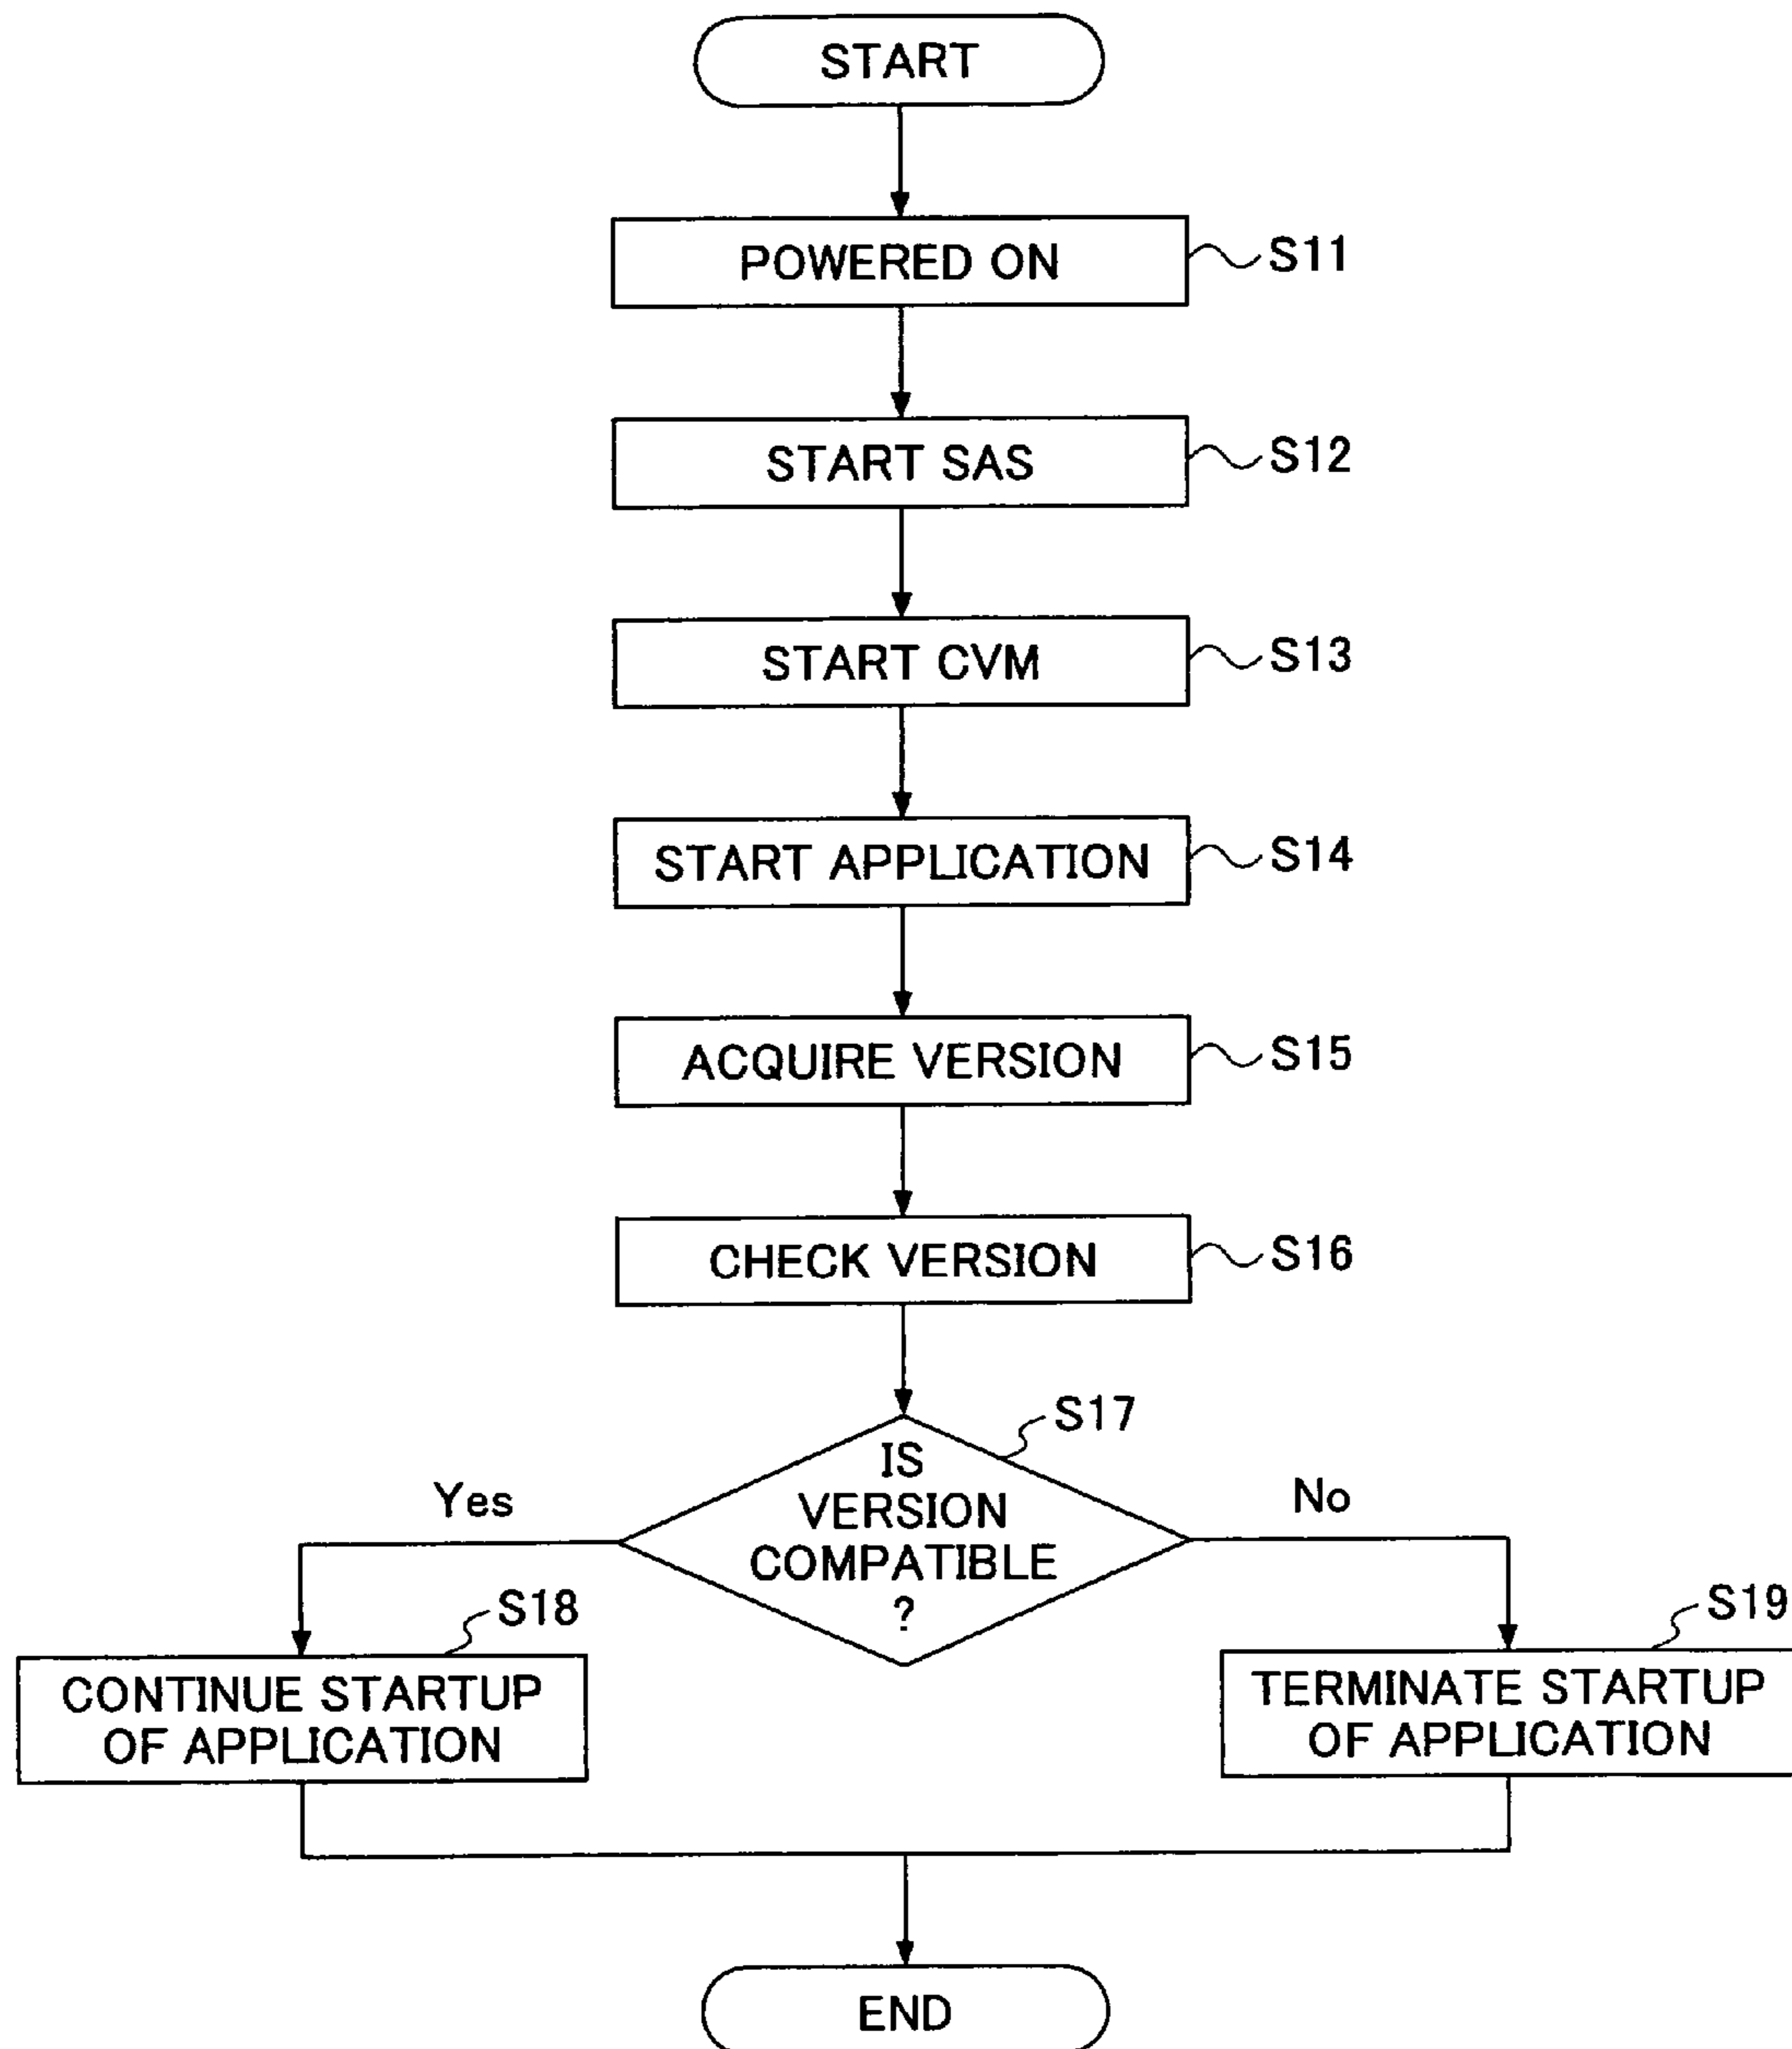 START
POWERED ON
S11
START SAS
S12
START CVM
S13
START APPLICATION
S14
ACQUIRE VERSION
S15
CHECK VERSION
S16
S17
IS
VERSION
COMPATIBLE
?
Yes
No
S18
CONTINUE STARTUP
OF APPLICATION
S19
TERMINATE STARTUP
OF APPLICATION
END